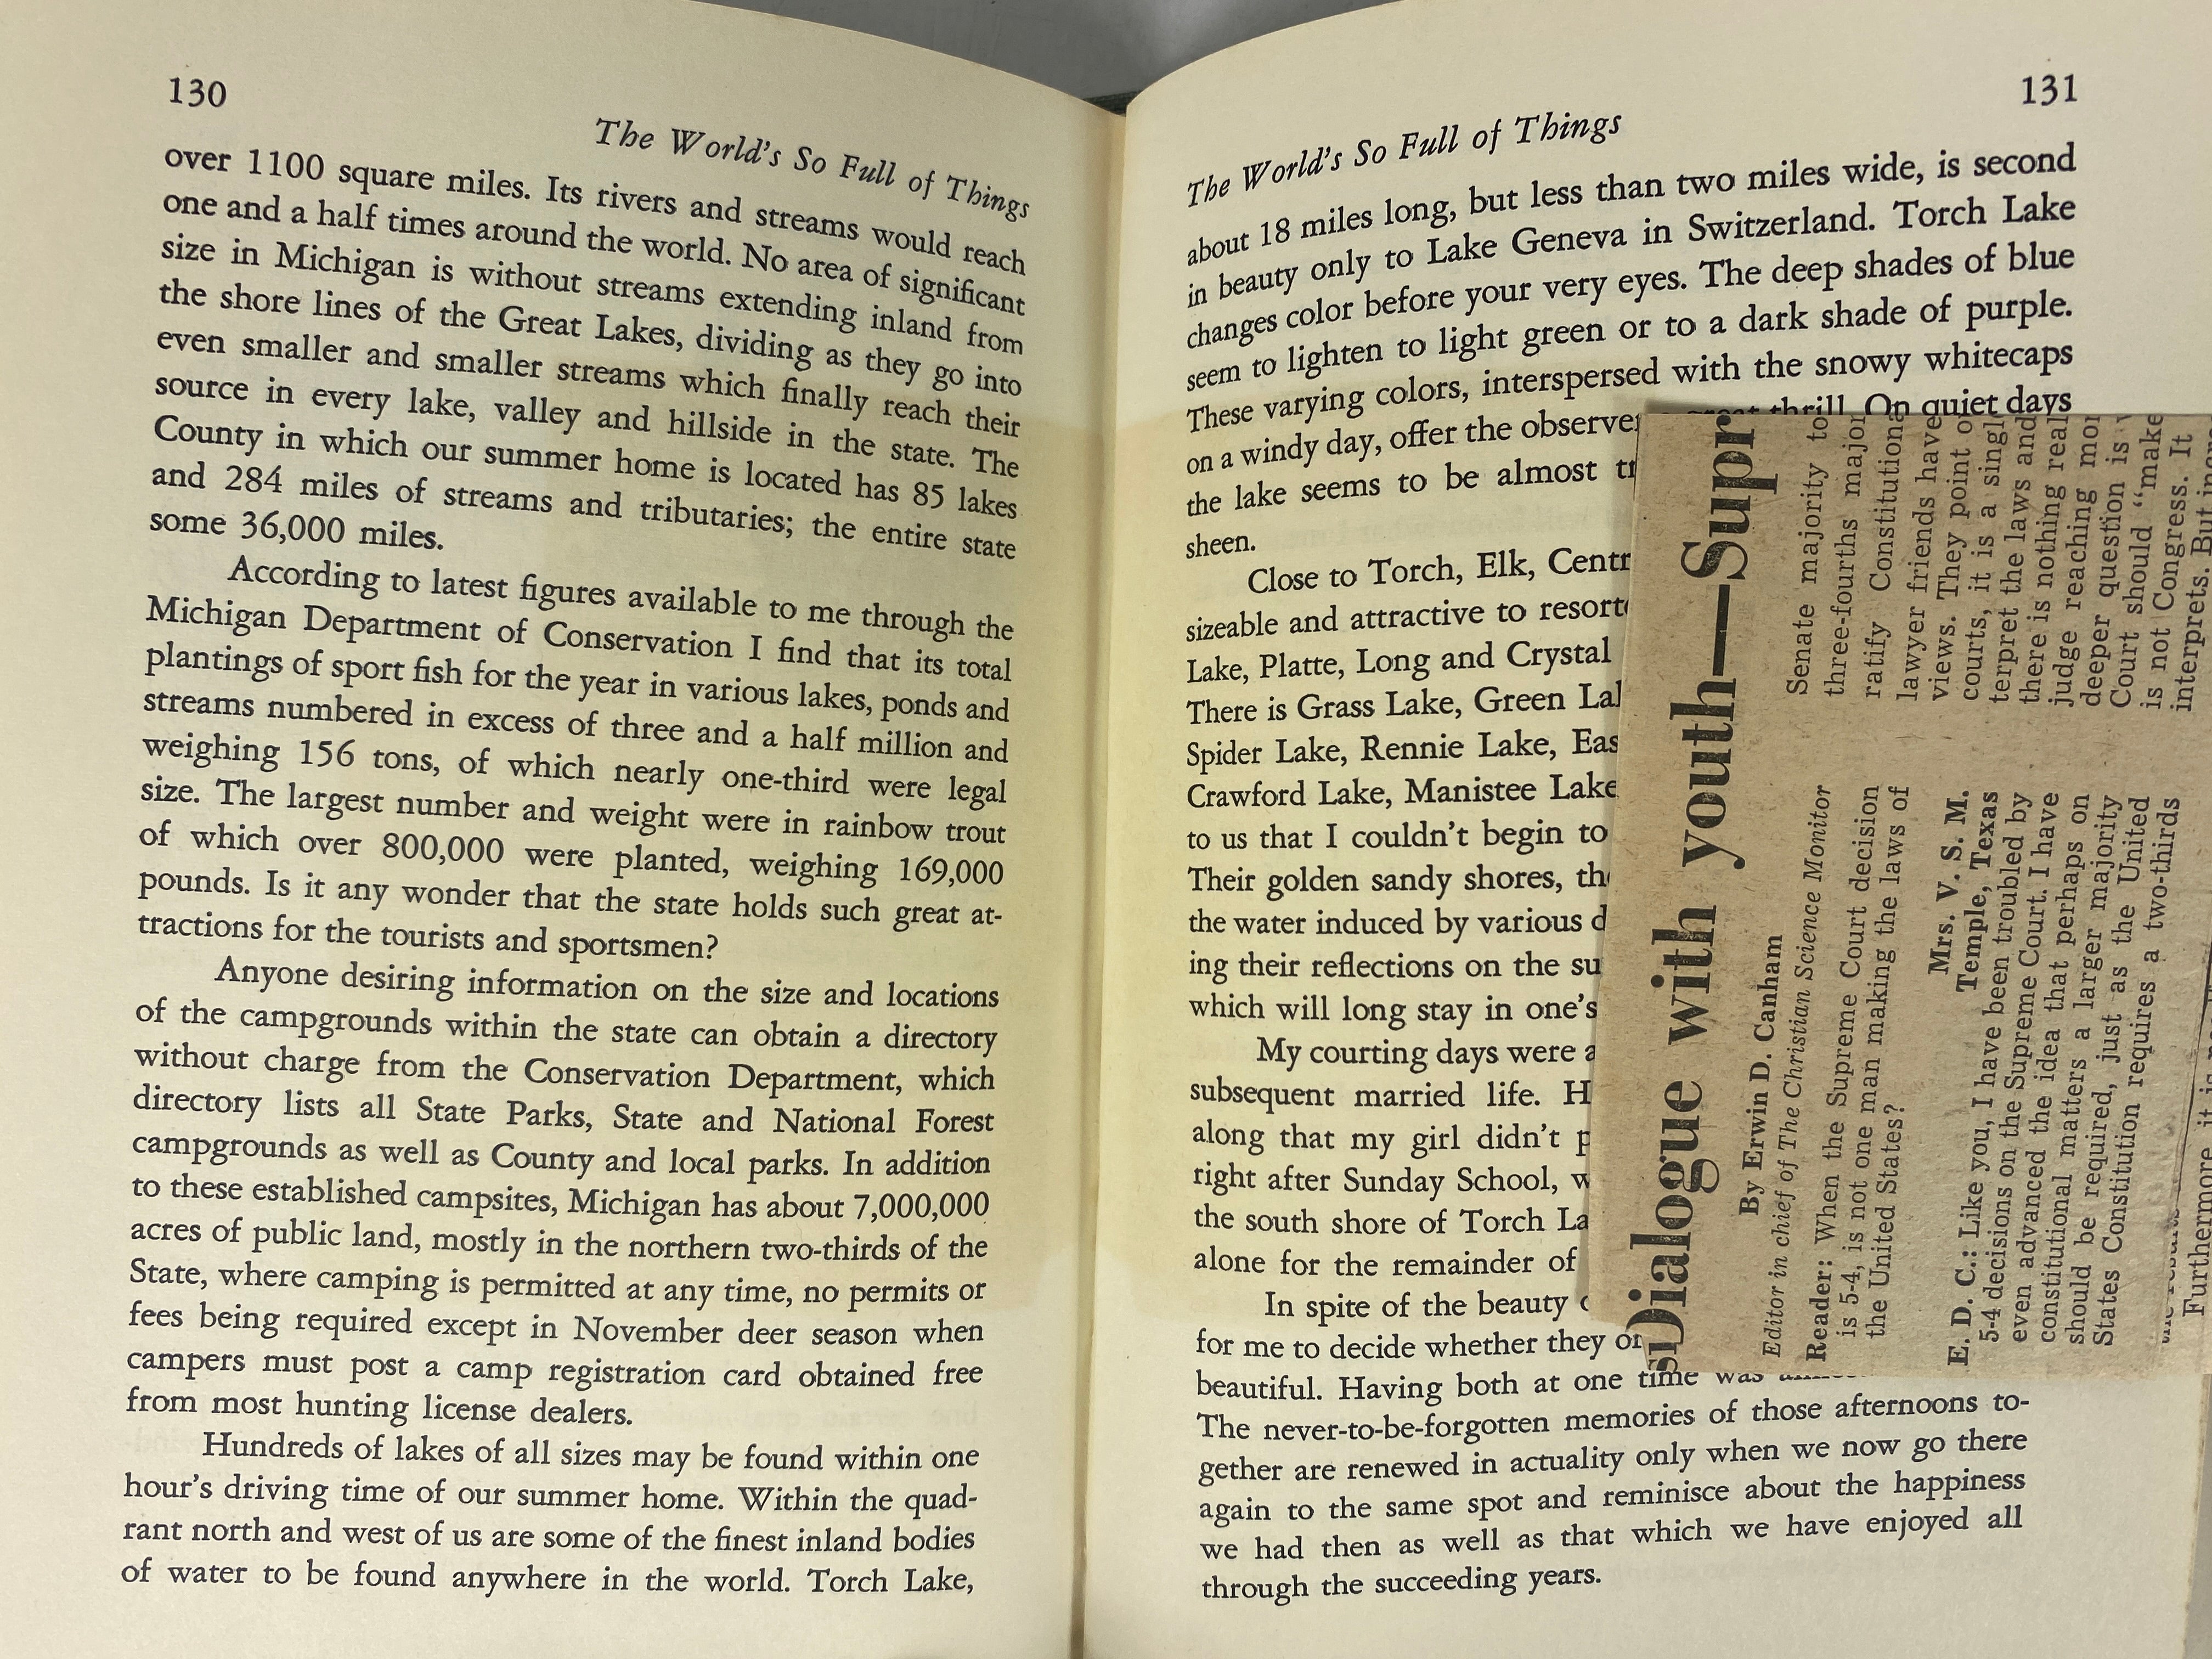 130
The World's So Full of Things
over 1100 square miles. Its rivers and streams would reach
one and a half times around the world. No area of significant
size in Michigan is without streams extending inland from
the shore lines of the Great Lakes, dividing as they go into
even smaller and smaller streams which finally reach their
source in every lake, valley and hillside in the state. The
County in which our summer home is located has 85 lakes
and 284 miles of streams and tributaries; the entire state
some 36,000 miles.
According to latest figures available to me through the
Michigan Department of Conservation I find that its total
plantings of sport fish for the year in various lakes, ponds and
streams numbered in excess of three and a half million and
weighing 156 tons, of which nearly one-third were legal
size. The largest number and weight were in rainbow trout
of which over 800,000 were planted, weighing 169,000
pounds. Is it any wonder that the state holds such great at-
tractions for the tourists and sportsmen?
Anyone desiring information on the size and locations
of the campgrounds within the state can obtain a directory
without charge from the Conservation Department, which
directory lists all State Parks, State and National Forest
campgrounds as well as County and local parks. In addition
to these established campsites, Michigan has about 7,000,000
acres of public land, mostly in the northern two-thirds of the
State, where camping is permitted at any time, no permits or
fees being required except in November deer season when
campers must post a camp registration card obtained free
from most hunting license dealers.
Hundreds of lakes of all sizes may be found within one
hour's driving time of our summer home. Within the quad-
rant north and west of us are some of the finest inland bodies
of water to be found anywhere in the world. Torch Lake,
131
The World's So Full of Things
about 18 miles long, but less than two miles wide, is second
in beauty only to Lake Geneva in Switzerland. Torch Lake
changes color before your very eyes. The deep shades of blue
seem to lighten to light green or to a dark shade of purple.
These varying colors, interspersed with the snowy whitecaps
on a windy day, offer the observer great thrill. On quiet days
the lake seems to be almost
sheen.
Close to Torch, Elk,
sizeable and attractive to
Lake, Platte, Long and Crystal
There is Grass Lake, Green
Spider Lake, Rennie Lake,
Crawford Lake, Manistee Lake
to us that I couldn't begin to
Their golden sandy shores,
the water induced by various
ing their reflections on the
which will long stay in one's
My courting days were
subsequent married life.
along that my girl didn't
right after Sunday School,
the south shore of Torch
alone for the remainder of
In spite of the beauty
for me to decide whether they
beautiful. Having both at one time was
The never-to-be-forgotten memories of those afternoons to-
gether are renewed in actuality only when we now go there
again to the same spot and reminisce about the happiness
we had then as well as that which we have enjoyed all
through the succeeding years.
Dialogue with youth—Supr
By Erwin D. Canham
Editor in chief of The Christian Science Monitor
Reader: When the Supreme Court decision
is 5-4, is not one man making the laws of
the United States?
Mrs. V. S. M.
Temple, Texas
E. D. C.: Like you, I have been troubled by
5-4 decisions on the Supreme Court. I have
even advanced the idea that perhaps on
constitutional matters a larger majority
should be required, just as the United
States Constitution requires a two-thirds
Senate majority to
three-fourths major
ratify Constitutiona
lawyer friends have
views. They point o
courts, it is a singl
terpret the laws and
there is nothing real
judge reaching mor
deeper question is
Court should "make
is not Congress. It
interprets. But
Furthermore, it is